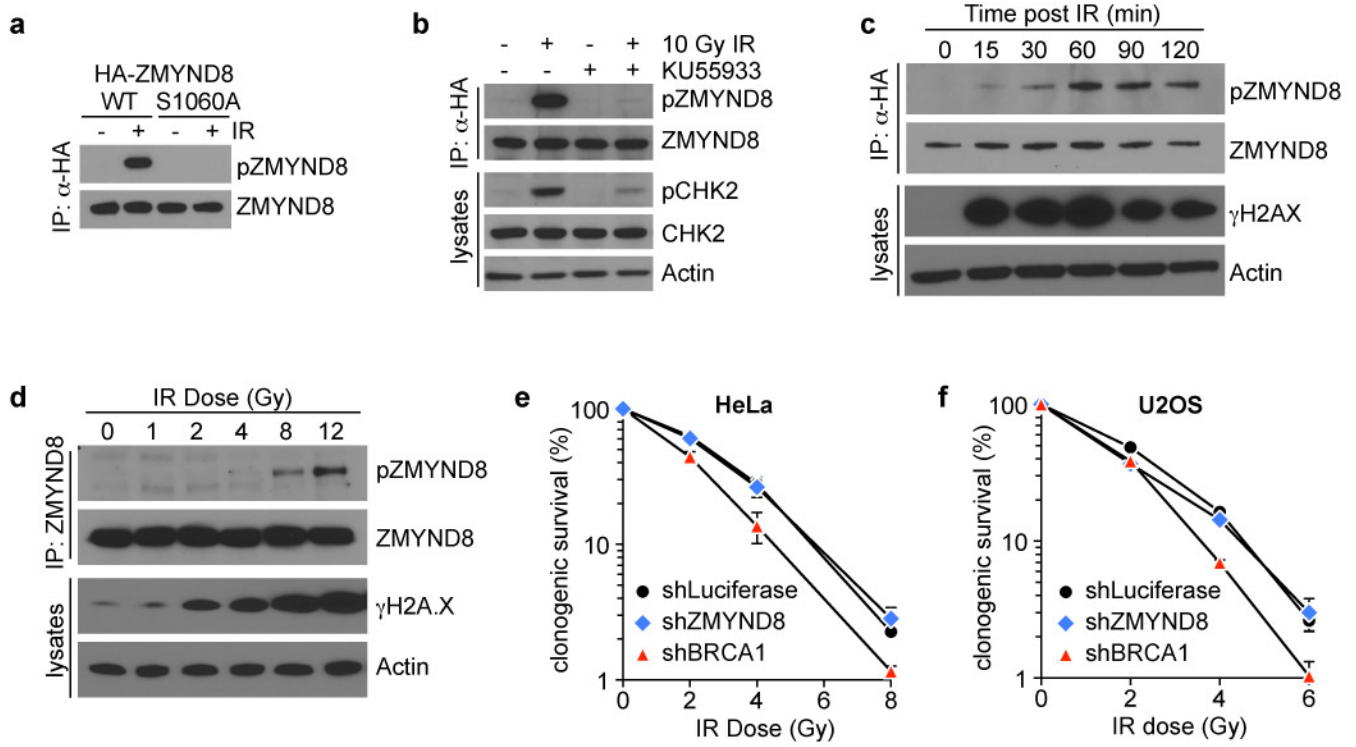 a
HA-ZMYND8
WT S1060A
- + - + IR
IP: α-HA
pZMYND8
ZMYND8
b
- + - + 10 Gy IR
- - + + KU55933
IP: α-HA
pZMYND8
ZMYND8
lysates
pCHK2
CHK2
Actin
c
Time post IR (min)
0 15 30 60 90 120
IP: α-HA
pZMYND8
ZMYND8
lysates
γH2AX
Actin
d
IR Dose (Gy)
0 1 2 4 8 12
IP: ZMYND8
pZMYND8
ZMYND8
lysates
γH2A.X
Actin
e
HeLa
clonogenic survival (%)
100
10
1
shLuciferase
shZMYND8
shBRCA1
0 2 4 6 8
IR Dose (Gy)
f
U2OS
clonogenic survival (%)
100
10
1
shLuciferase
shZMYND8
shBRCA1
0 2 4 6
IR dose (Gy)